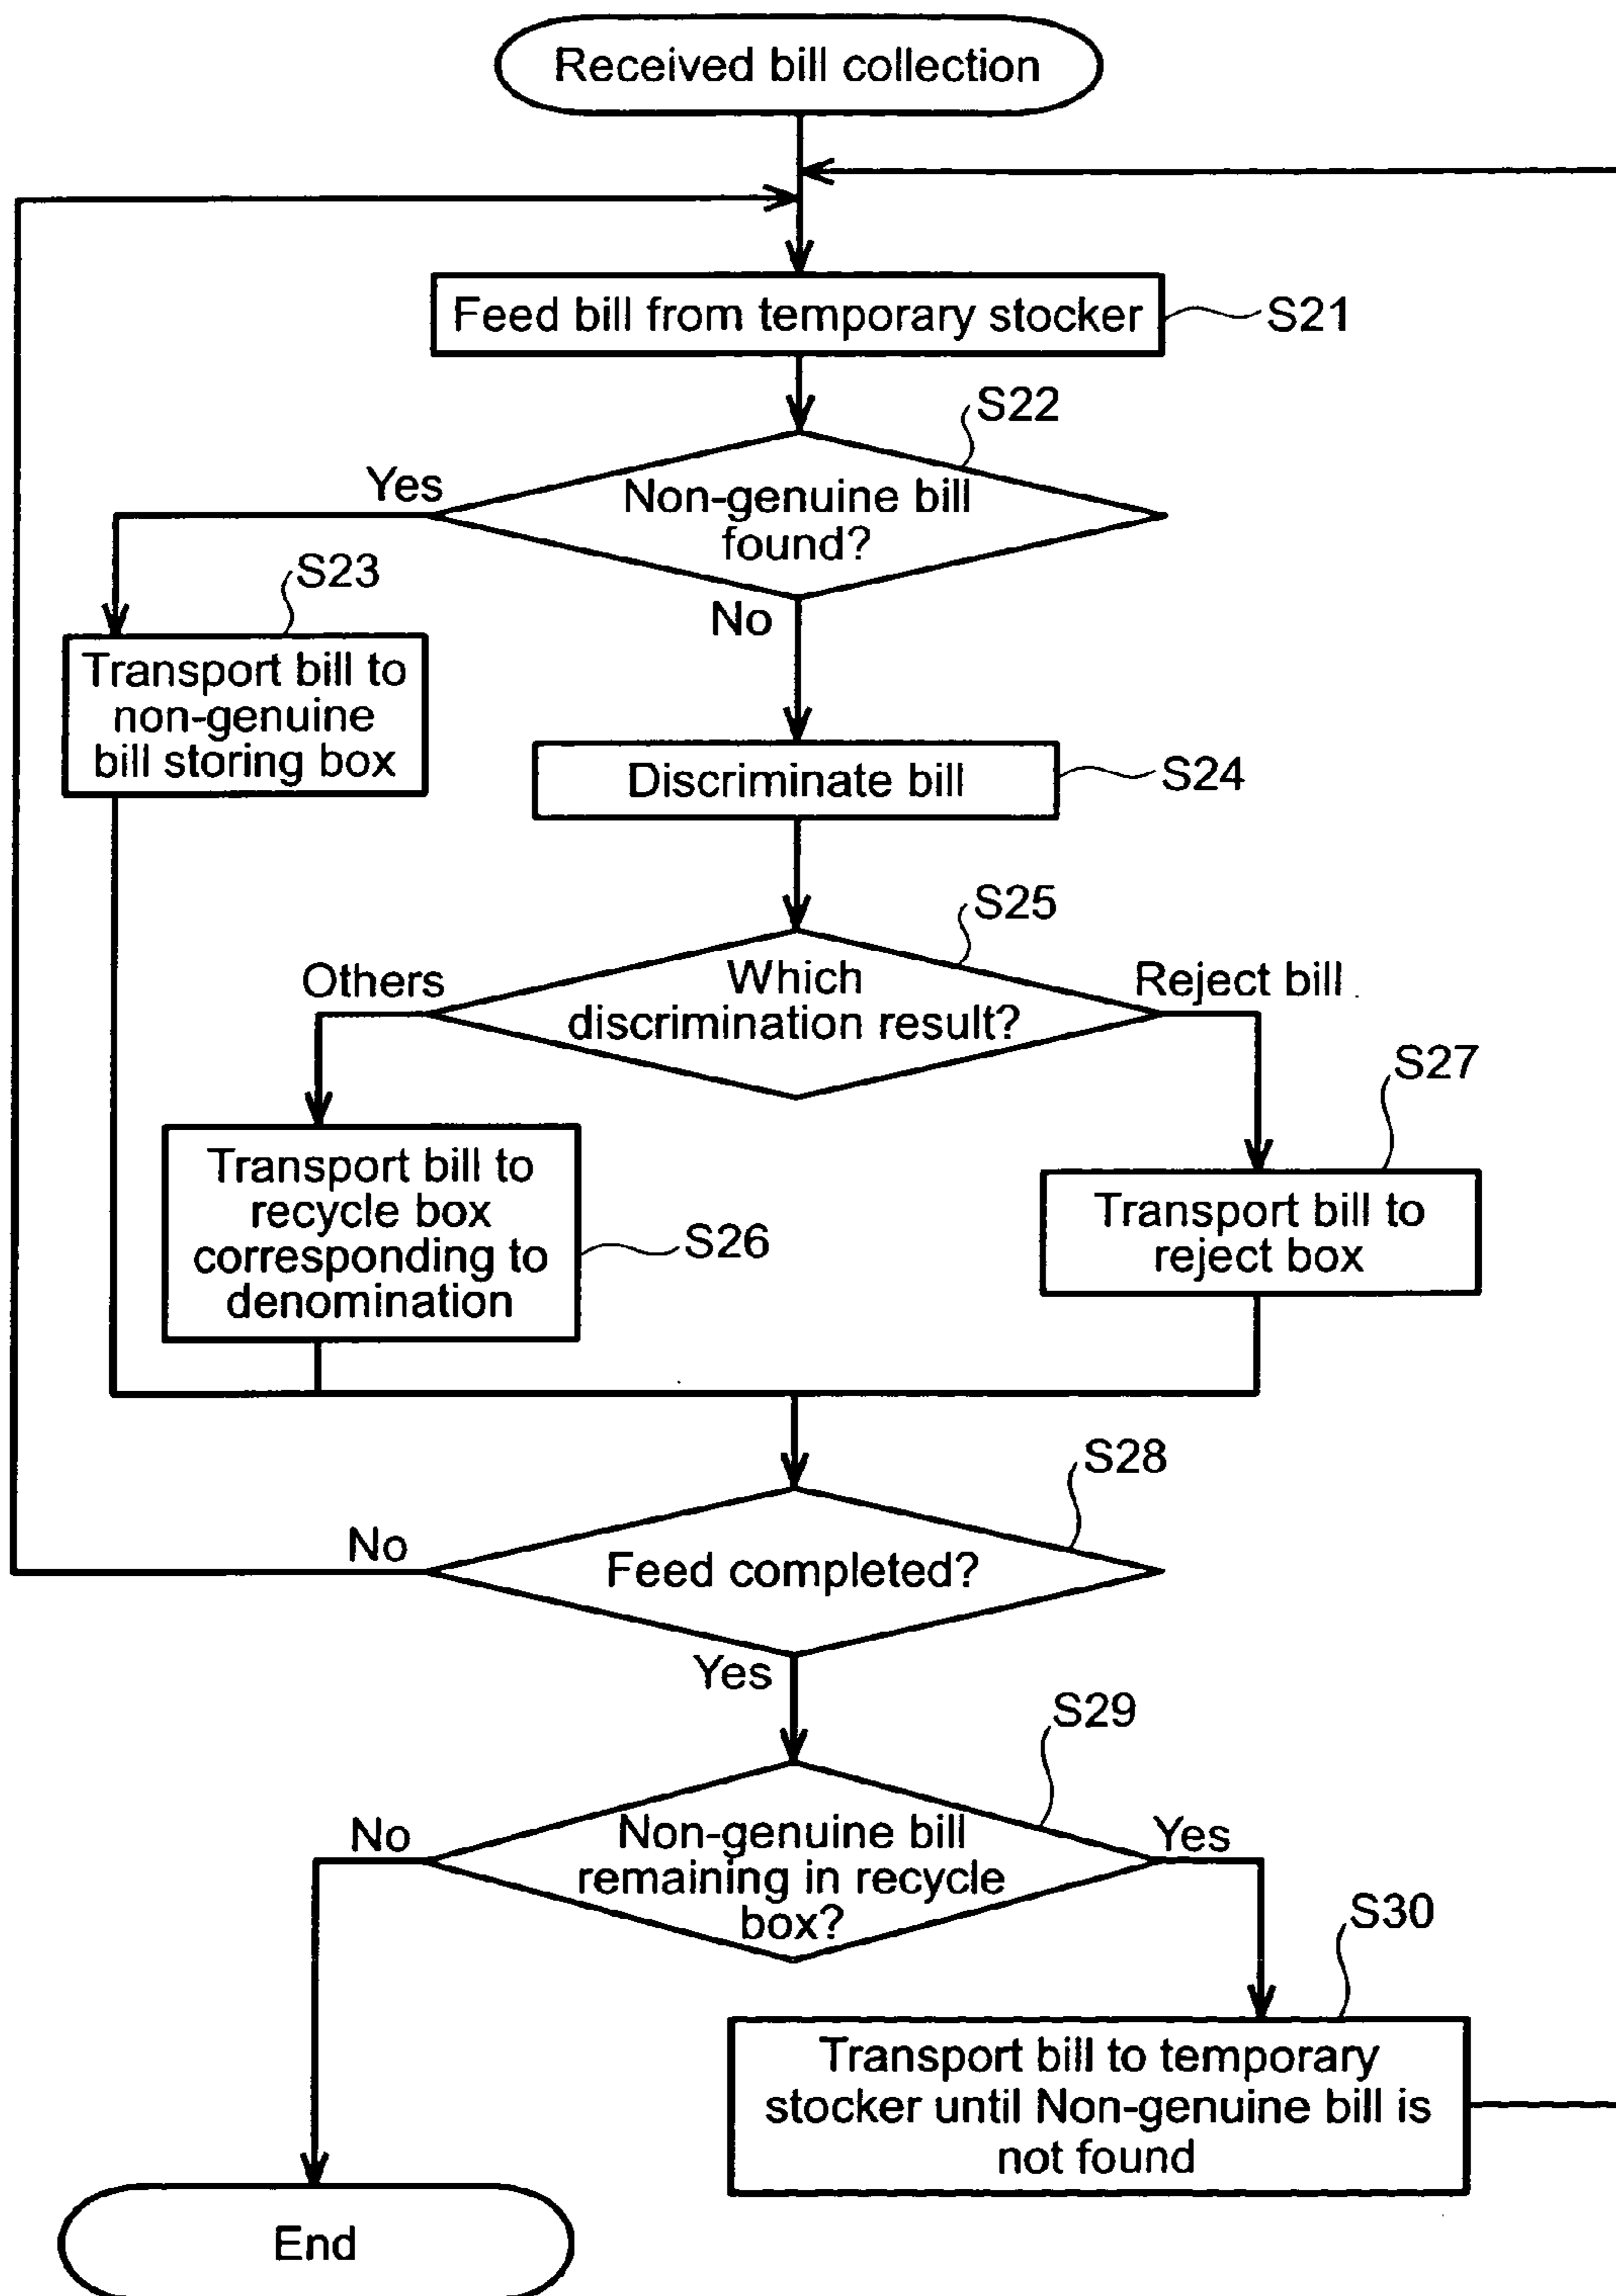 Received bill collection
Feed bill from temporary stocker
S21
S22
Yes
Non-genuine bill
found?
S23
No
Transport bill to
non-genuine
bill storing box
Discriminate bill
S24
S25
Others
Which
discrimination result?
Reject bill
S27
Transport bill to
recycle box
corresponding to
denomination
S26
Transport bill to
reject box
S28
No
Feed completed?
Yes
S29
No
Non-genuine bill
remaining in recycle
box?
Yes
S30
Transport bill to temporary
stocker until Non-genuine bill is
not found
End